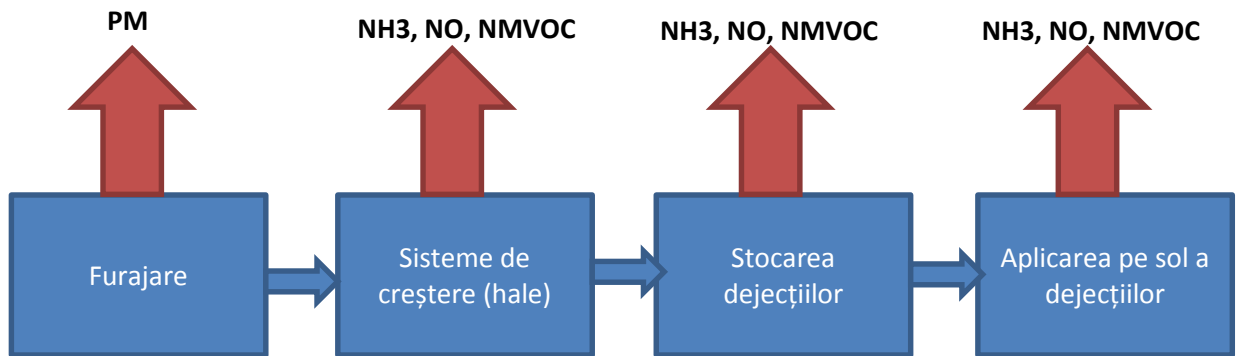 PM
NH3, NO, NMVOC
NH3, NO, NMVOC
NH3, NO, NMVOC
Furajare
Sisteme de
creștere (hale)
Stocarea
dejecțiilor
Aplicarea pe sol a
dejecțiilor